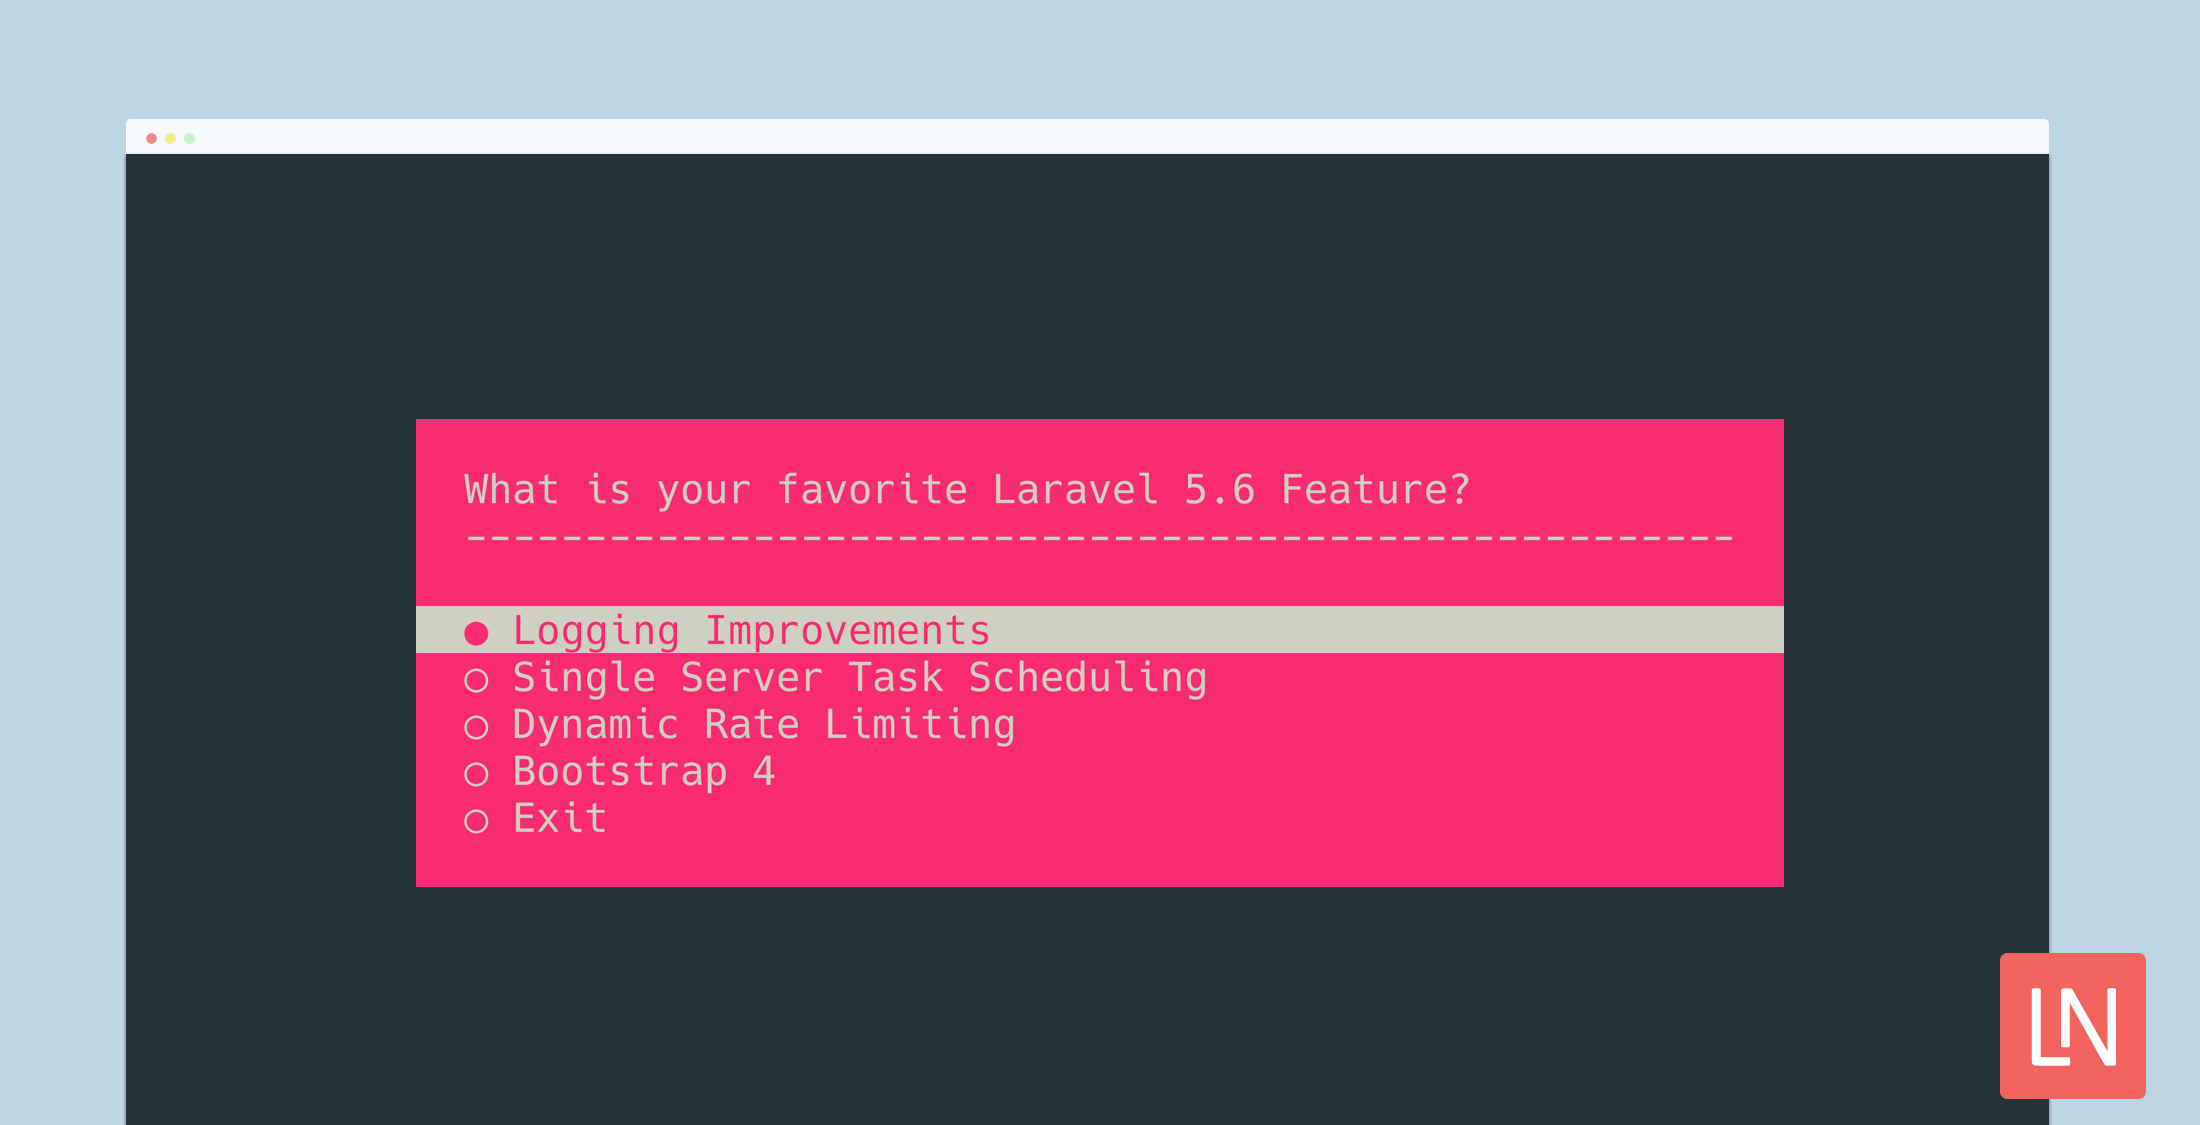 What is your favorite Laravel 5.6 Feature?
-----------------------------------------------------
● Logging Improvements
○ Single Server Task Scheduling
○ Dynamic Rate Limiting
○ Bootstrap 4
○ Exit
LN